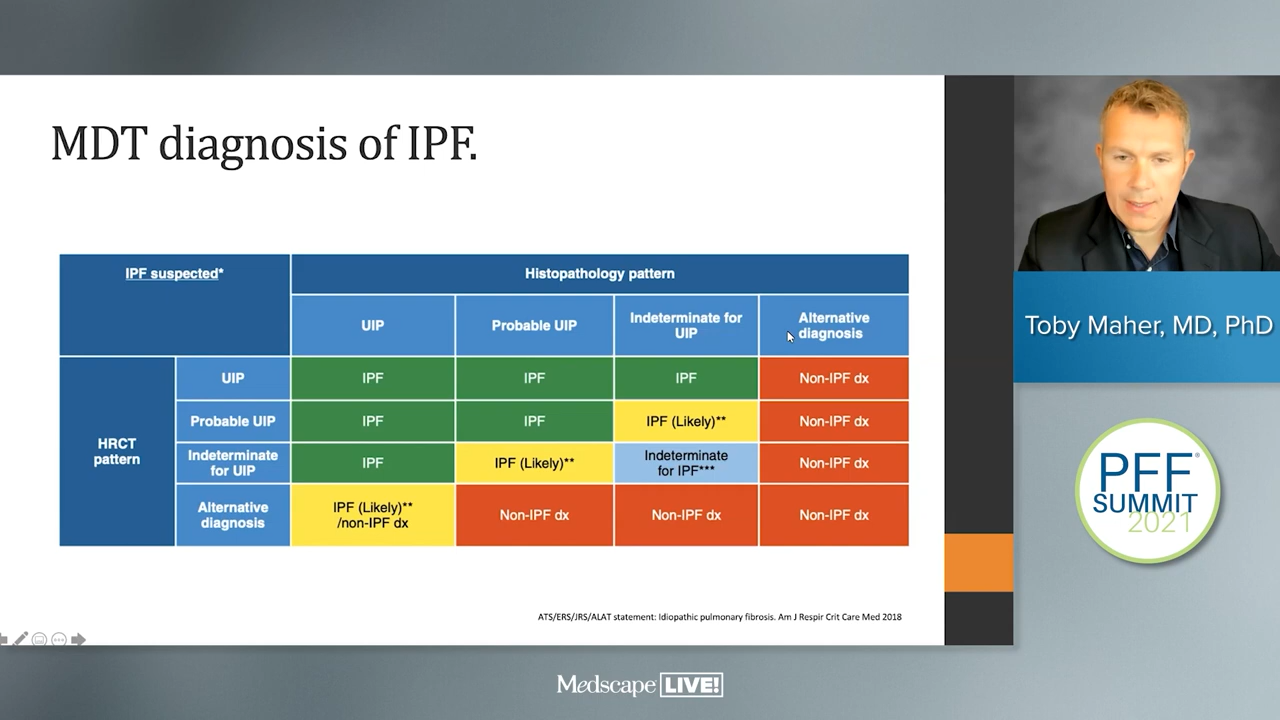 MDT diagnosis of IPF.
IPF suspected*
Histopathology pattern
UIP
Probable UIP
Indeterminate for
UIP
Alternative
diagnosis
HRCT
pattern
UIP
IPF
IPF
IPF
Non-IPF dx
Probable UIP
IPF
IPF
IPF (Likely)**
Non-IPF dx
Indeterminate
for UIP
IPF
IPF (Likely)**
Indeterminate
for IPF***
Non-IPF dx
Alternative
diagnosis
IPF (Likely)**
/non-IPF dx
Non-IPF dx
Non-IPF dx
Non-IPF dx
ATS/ERS/JRS/ALAT statement: Idiopathic pulmonary fibrosis. Am J Respir Crit Care Med 2018
Toby Maher, MD, PhD
PFF®
SUMMIT
2021
Medscape LIVE!